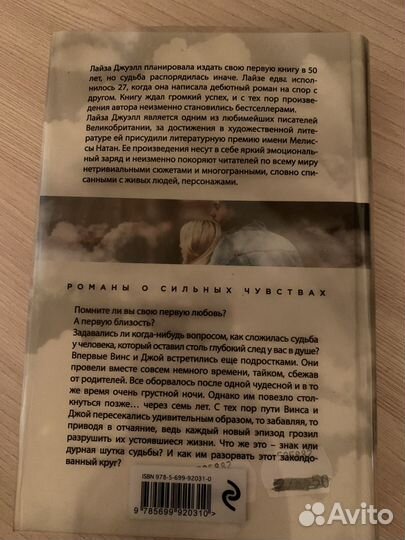 Лайза Джуэлл планировала издать свою первую книгу в 50
лет, но судьба распорядилась иначе. Лайзе едва испол-
нилось 27, когда она написала дебютный роман на спор с
другом. Книгу ждал громкий успех, и с тех пор произве-
дения автора неизменно становились бестселлерами.
Лайза Джуэлл является одним из любимейших писателей
Великобритании, за достижения в художественной литера-
туре ей присудили литературную премию имени Мелис-
сы Натан. Ее произведения несут в себе яркий эмоциональ-
ный заряд и неизменно покоряют читателей по всему миру
нетривиальными сюжетами и многогранными, словно спи-
санными с живых людей, персонажами.
РОМАНЫ О СИЛЬНЫХ ЧУВСТВАХ
Помните ли вы свою первую любовь?
А первую близость?
Задавались ли когда-нибудь вопросом, как сложилась судьба
у человека, который оставил столь глубокий след у вас в душе?
Впервые Винс и Джой встретились еще подростками. Они
провели вместе совсем немного времени, тайком, сбежав
от родителей. Все оборвалось после одной чудесной и в то
же время очень грустной ночи. Однако им повезло стол-
кнуться позже... через семь лет. С тех пор пути Винса и
Джой пересекались удивительным образом, то забавляя, то
приводя в отчаяние, ведь каждый новый эпизод грозил
разрушить их устоявшиеся жизни. Что же это – знак или
дурная шутка судьбы? И как им разорвать этот заколдо-
ванный круг?
ISBN 978-5-699-92031-0
9 785699 920310 >
Avito